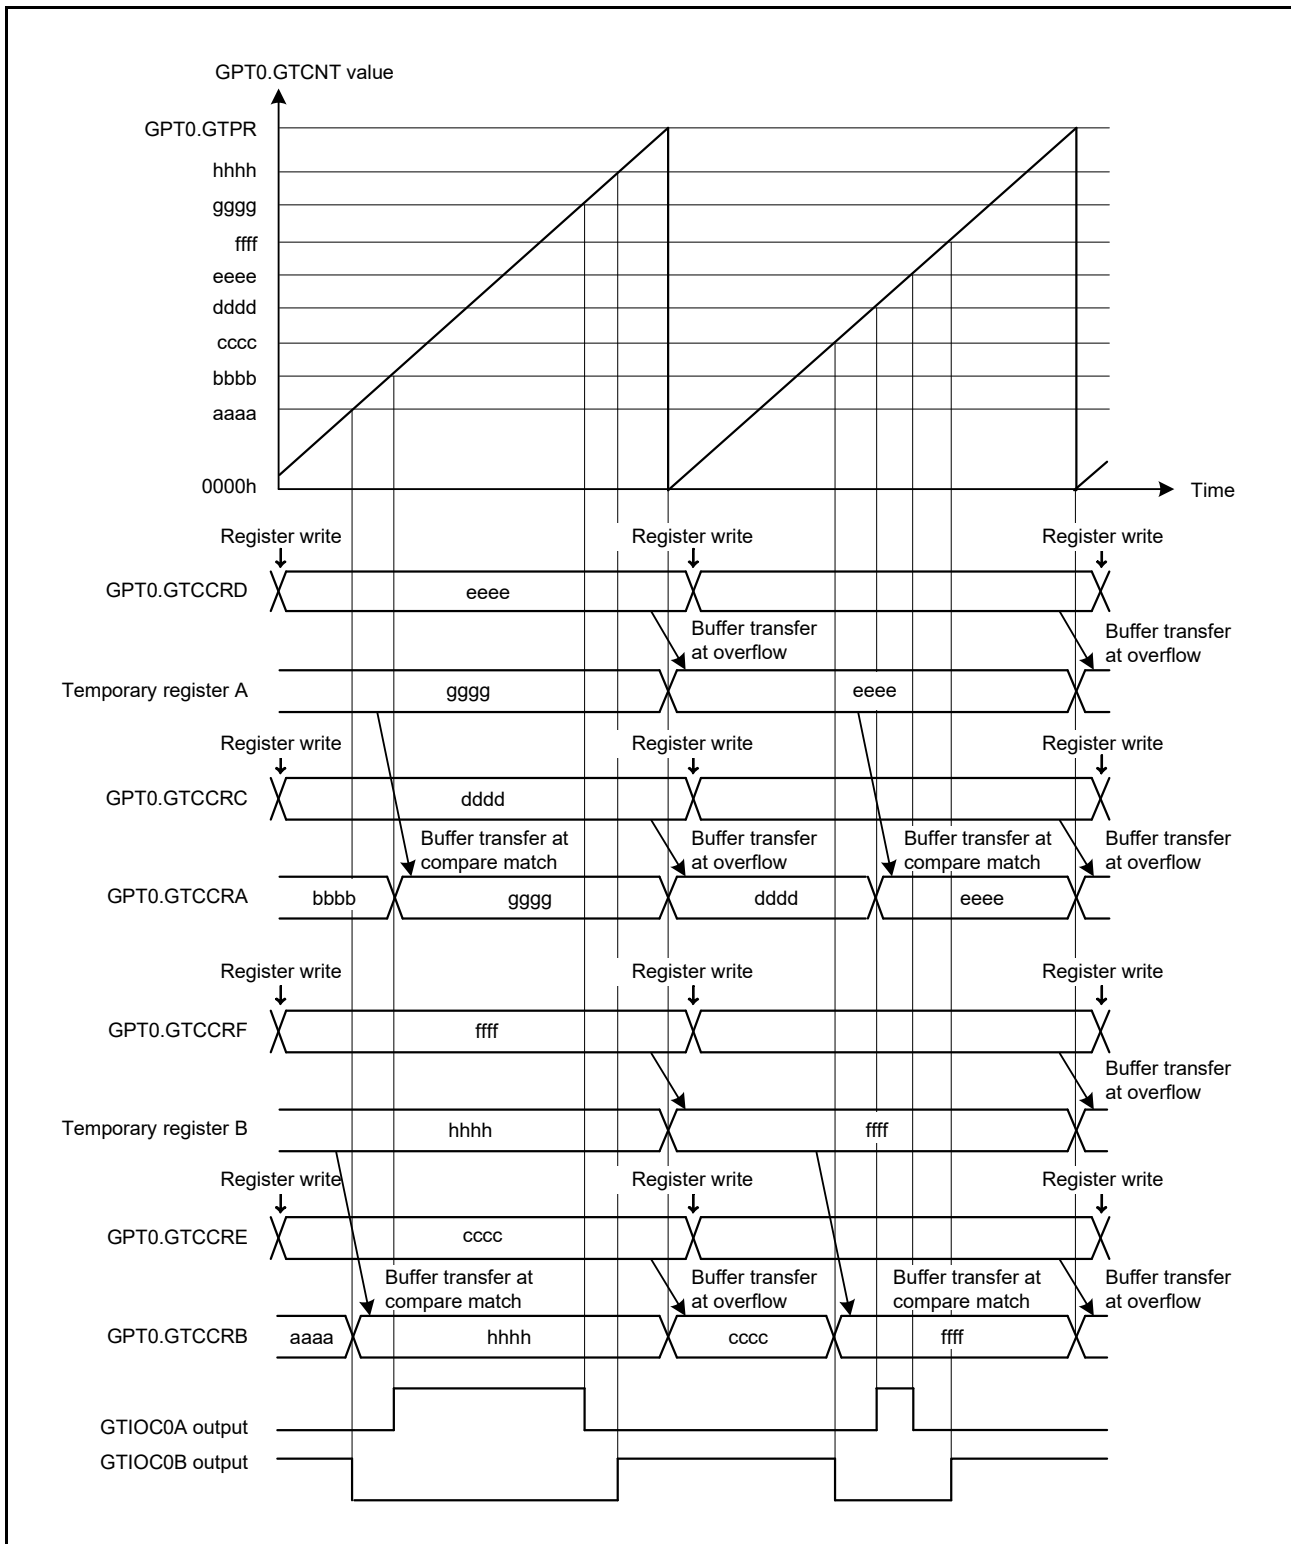 GPT0.GTCNT value
GPT0.GTPR
hhhh
gggg
ffff
eeee
dddd
cccc
bbbb
aaaa
0000h
Time
Register write
Register write
Register write
GPT0.GTCCRD
eeee
Buffer transfer
at overflow
Buffer transfer
at overflow
Temporary register A
gggg
eeee
Register write
Register write
Register write
GPT0.GTCCRC
dddd
Buffer transfer at
compare match
Buffer transfer
at overflow
Buffer transfer at
compare match
Buffer transfer
at overflow
GPT0.GTCCRA
bbbb
gggg
dddd
eeee
Register write
Register write
Register write
GPT0.GTCCRF
ffff
Buffer transfer
at overflow
Temporary register B
hhhh
ffff
Register write
Register write
Register write
GPT0.GTCCRE
cccc
Buffer transfer at
compare match
Buffer transfer
at overflow
Buffer transfer at
compare match
Buffer transfer
at overflow
GPT0.GTCCRB
aaaa
hhhh
cccc
ffff
GTIOC0A output
GTIOC0B output